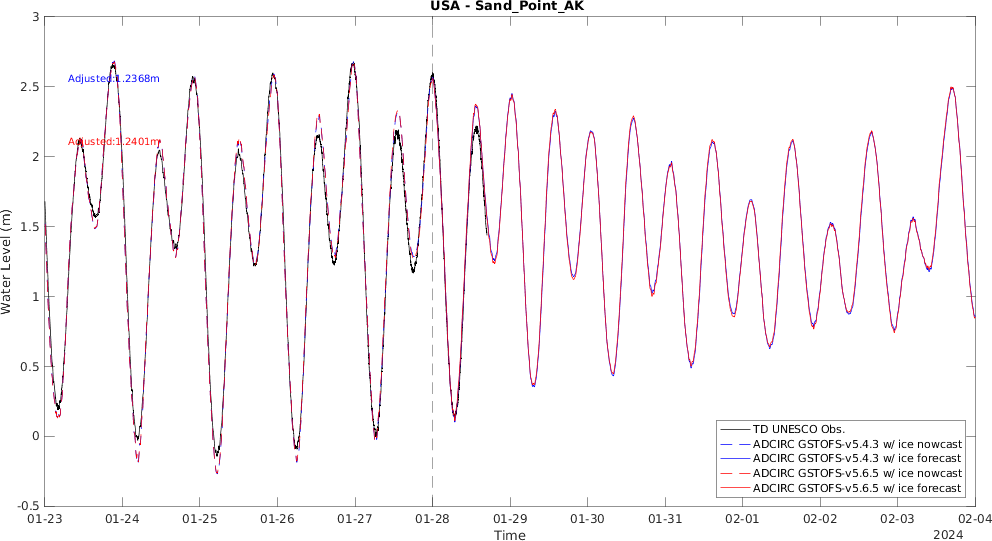 USA - Sand_Point_AK
3
2.5
2
1.5
1
0.5
0
-0.5
Water Level (m)
Adjusted:1.2368m
Adjusted:1.2401m
TD UNESCO Obs.
ADCIRC GSTOFS-v5.4.3 w/ ice nowcast
ADCIRC GSTOFS-v5.4.3 w/ ice forecast
ADCIRC GSTOFS-v5.6.5 w/ ice nowcast
ADCIRC GSTOFS-v5.6.5 w/ ice forecast
01-23 01-24 01-25 01-26 01-27 01-28 01-29 01-30 01-31 02-01 02-02 02-03 02-04
Time
2024